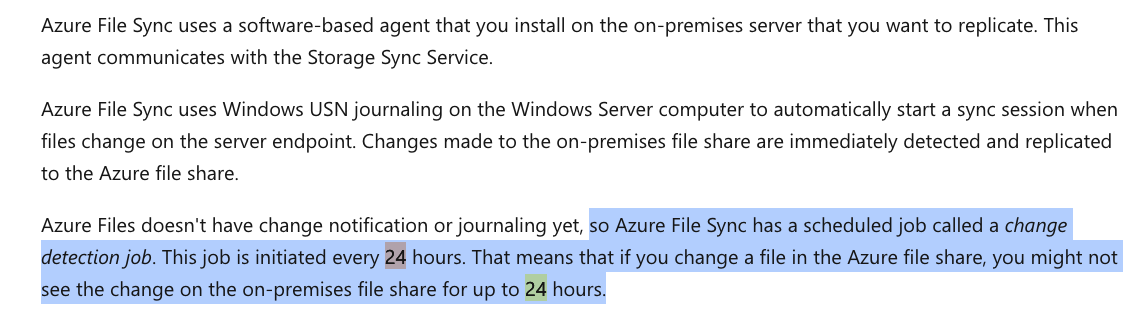 Azure File Sync uses a software-based agent that you install on the on-premises server that you want to replicate. This
agent communicates with the Storage Sync Service.
Azure File Sync uses Windows USN journaling on the Windows Server computer to automatically start a sync session when
files change on the server endpoint. Changes made to the on-premises file share are immediately detected and replicated
to the Azure file share.
Azure Files doesn't have change notification or journaling yet, so Azure File Sync has a scheduled job called a change
detection job. This job is initiated every 24 hours. That means that if you change a file in the Azure file share, you might not
see the change on the on-premises file share for up to 24 hours.